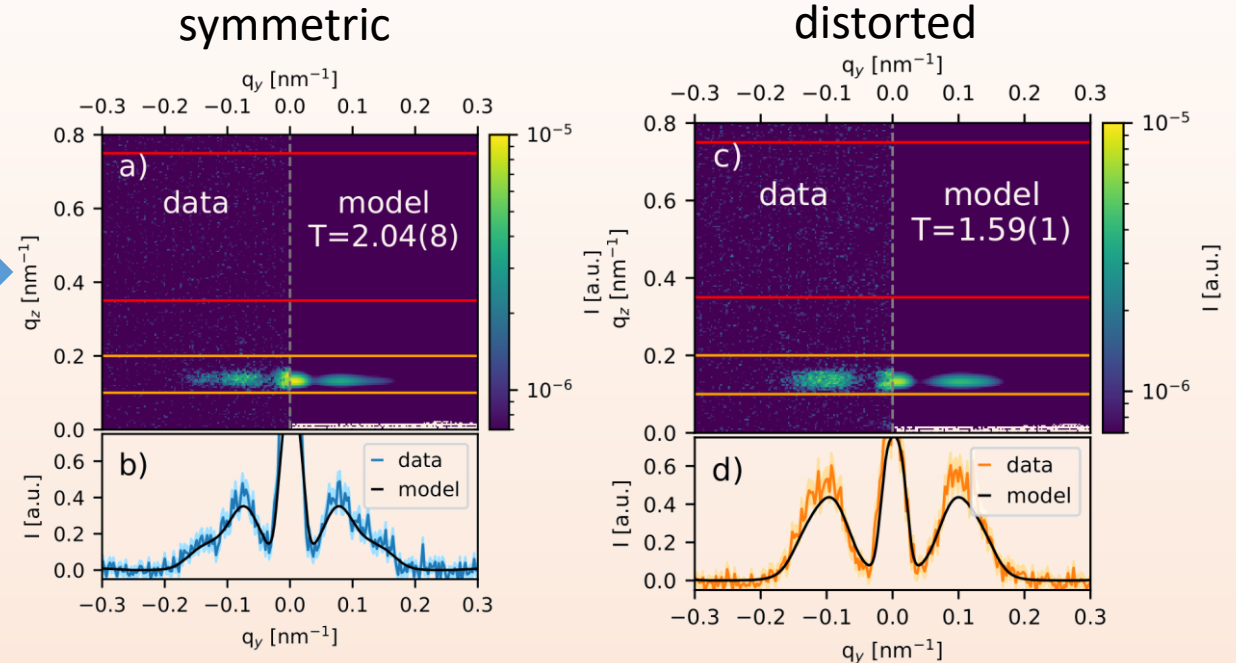 symmetric
q_y [nm⁻¹]
−0.3 −0.2 −0.1 0.0 0.1 0.2 0.3
0.8
0.6
0.4
0.2
0.0
q_z [nm⁻¹]
a)
data
model
T=2.04(8)
10⁻⁵
10⁻⁶
I [a.u.]
b)
data
model
0.6
0.4
0.2
0.0
I [a.u.]
−0.3 −0.2 −0.1 0.0 0.1 0.2 0.3
q_y [nm⁻¹]
distorted
q_y [nm⁻¹]
−0.3 −0.2 −0.1 0.0 0.1 0.2 0.3
0.8
0.6
0.4
0.2
0.0
q_z [nm⁻¹]
c)
data
model
T=1.59(1)
10⁻⁵
10⁻⁶
I [a.u.]
d)
data
model
0.6
0.4
0.2
0.0
I [a.u.]
−0.3 −0.2 −0.1 0.0 0.1 0.2 0.3
q_y [nm⁻¹]